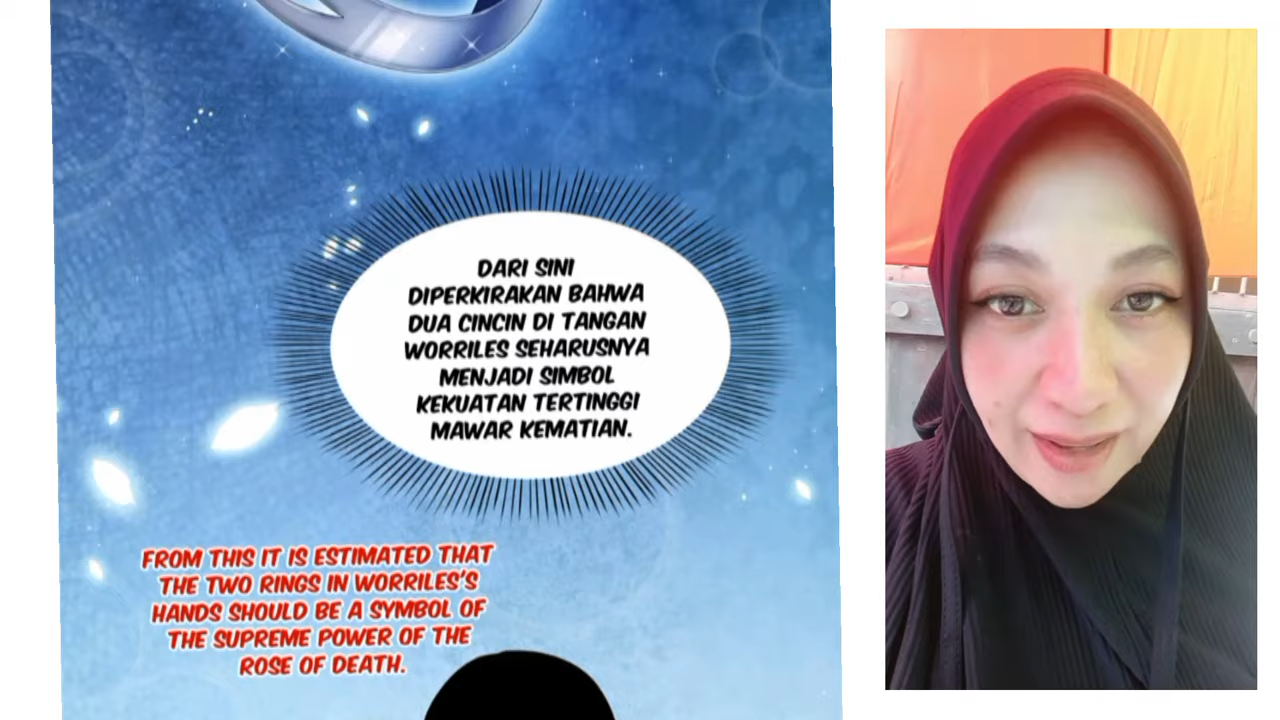 DARI SINI
DIPERKIRAKAN BAHWA
DUA CINCIN DI TANGAN
WORRILES SEHARUSNYA
MENJADI SIMBOL
KEKUATAN TERTINGGI
MAWAR KEMATIAN.
FROM THIS IT IS ESTIMATED THAT
THE TWO RINGS IN WORRILES'S
HANDS SHOULD BE A SYMBOL OF
THE SUPREME POWER OF THE
ROSE OF DEATH.